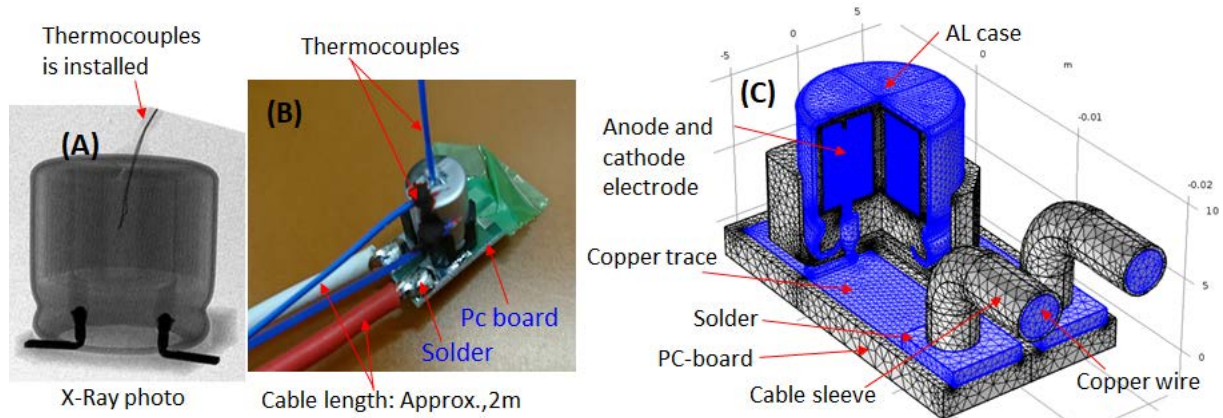 Thermocouples
is installed
(A)
X-Ray photo
Thermocouples
(B)
Pc board
Solder
Cable length: Approx.,2m
(C)
AL case
Anode and
cathode
electrode
Copper trace
Solder
PC-board
Cable sleeve
Copper wire
-5
0
5
0
m
-0.01
-0.02
10
5
0